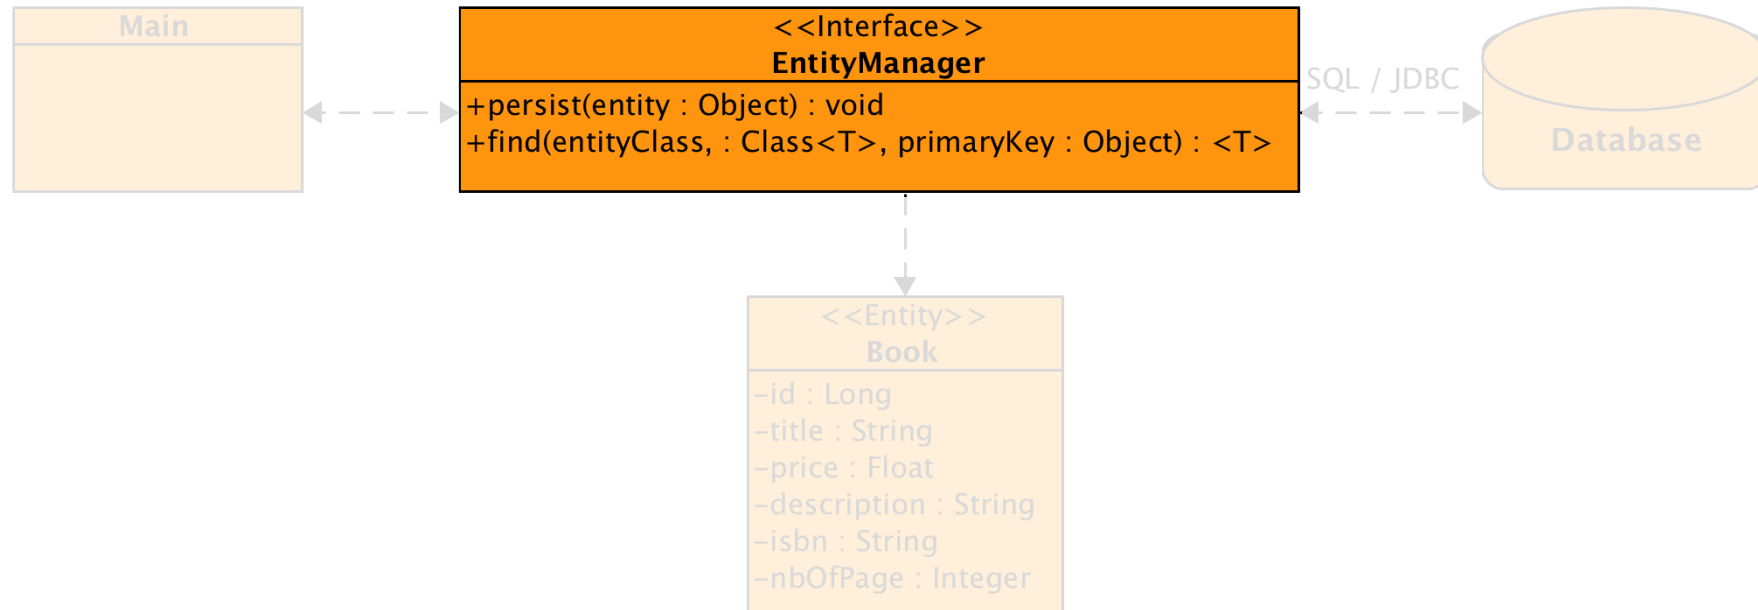 Main
<<Interface>>
EntityManager
+persist(entity : Object) : void
+find(entityClass, : Class<T>, primaryKey : Object) : <T>
SQL / JDBC
Database
<<Entity>>
Book
-id : Long
-title : String
-price : Float
-description : String
-isbn : String
-nbOfPage : Integer